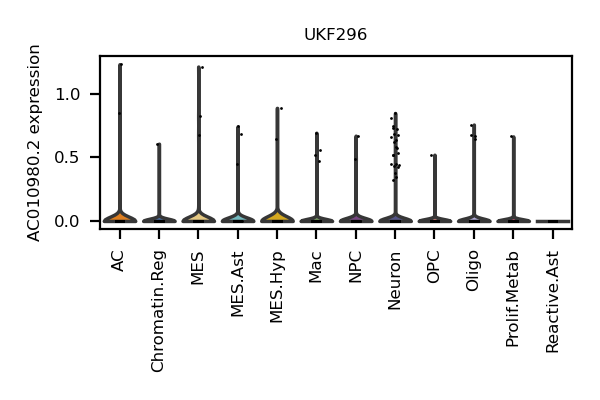 UKF296
AC010980.2 expression
1.0
0.5
0.0
AC
Chromatin.Reg
MES
MES.Ast
MES.Hyp
Mac
NPC
Neuron
OPC
Oligo
Prolif.Metab
Reactive.Ast